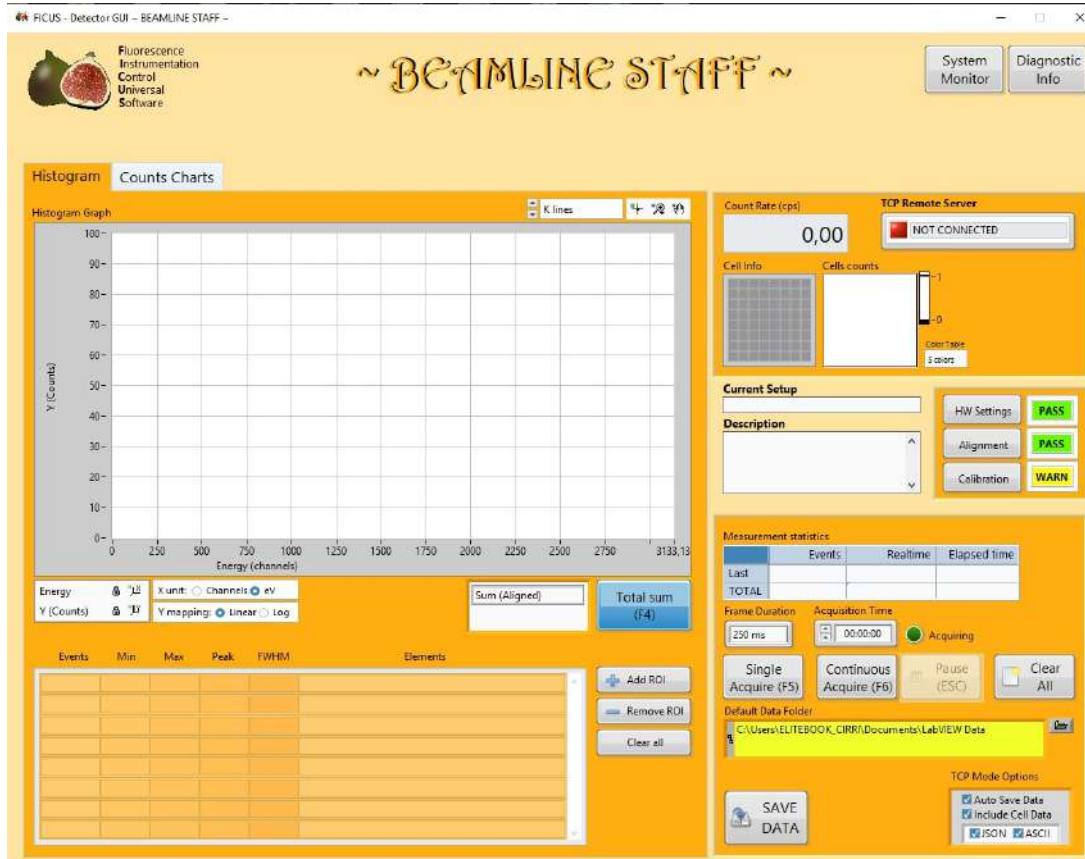 FICUS - Detector GUI ~ BEAMLINE STAFF ~
Fluorescence
Instrumentation
Control
Universal
Software
~ BEAMLINE STAFF ~
System
Monitor
Diagnostic
Info
Histogram
Counts Charts
Histogram Graph
K lines
100
90
80
70
60
50
40
30
20
10
0
Y (Counts)
0 250 500 750 1000 1250 1500 1750 2000 2250 2500 2750 3133,13
Energy (channels)
Energy
Y (Counts)
X unit: Channels eV
Y mapping: Linear Log
Sum (Aligned)
Total sum
(F4)
Events Min Max Peak FWHM Elements
Add ROI
Remove ROI
Clear all
Count Rate (cps)
0,00
TCP Remote Server
NOT CONNECTED
Cell Info
Cells counts
1
0
Color Table
5 colors
Current Setup
Description
HW Settings PASS
Alignment PASS
Calibration WARN
Measurement statistics
Events Realtime Elapsed time
Last
TOTAL
Frame Duration
250 ms
Acquisition Time
00:00:00
Acquiring
Single
Acquire (F5)
Continuous
Acquire (F6)
Pause
(ESC)
Clear
All
Default Data Folder
C:\Users\ELITEBOOK_CIRRI\Documents\LabVIEW Data
SAVE
DATA
TCP Mode Options
Auto Save Data
Include Cell Data
JSON ASCII